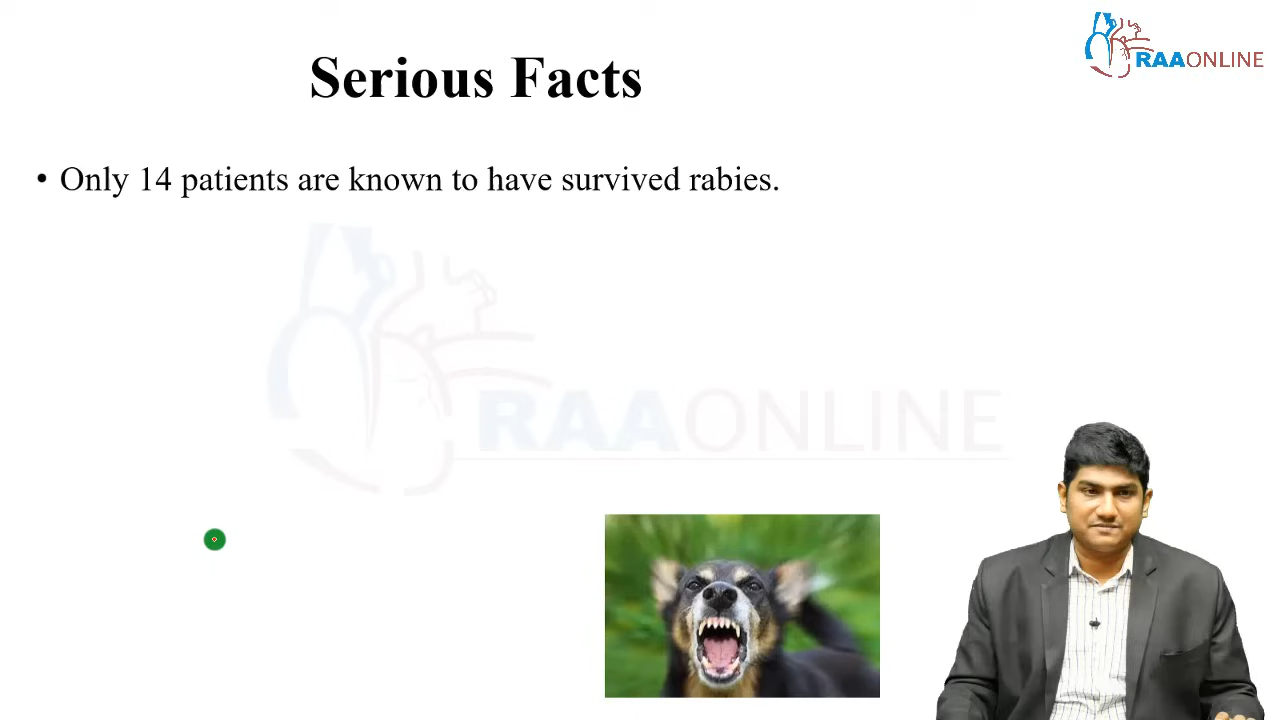 RAAONLINE
Serious Facts
• Only 14 patients are known to have survived rabies.
RAAONLINE